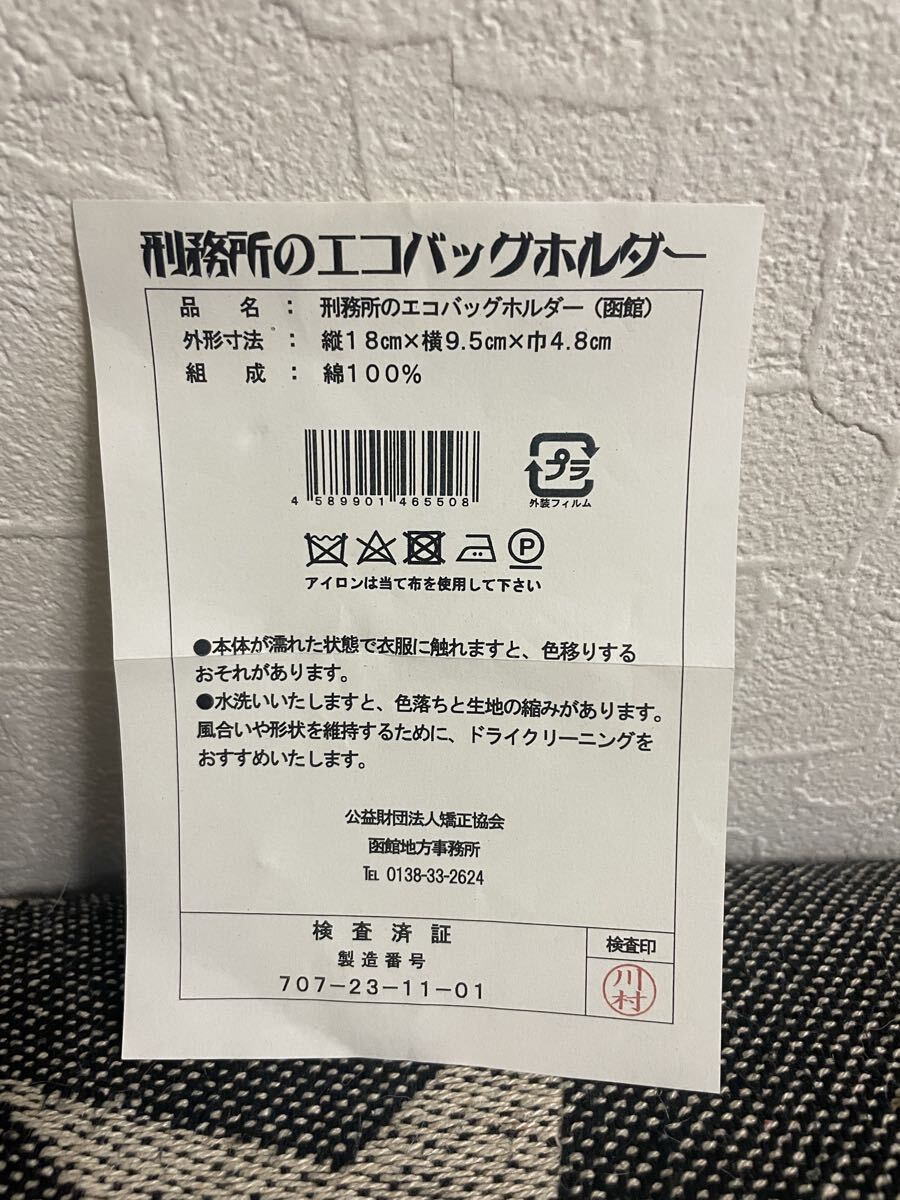 刑務所のエコバッグホルダー
品 名 : 刑務所のエコバッグホルダー(函館)
外形寸法 : 縦18cm×横9.5cm×巾4.8cm
組 成 : 綿100%
4 589901 465508
プラ
外装フィルム
P
アイロンは当て布を使用して下さい
●本体が濡れた状態で衣服に触れますと、色移りする
おそれがあります。
●水洗いいたしますと、色落ちと生地の縮みがあります。
風合いや形状を維持するために、ドライクリーニングを
おすすめいたします。
公益財団法人矯正協会
函館地方事務所
℡ 0138-33-2624
検査済証
製造番号
707-23-11-01
検査印
川村